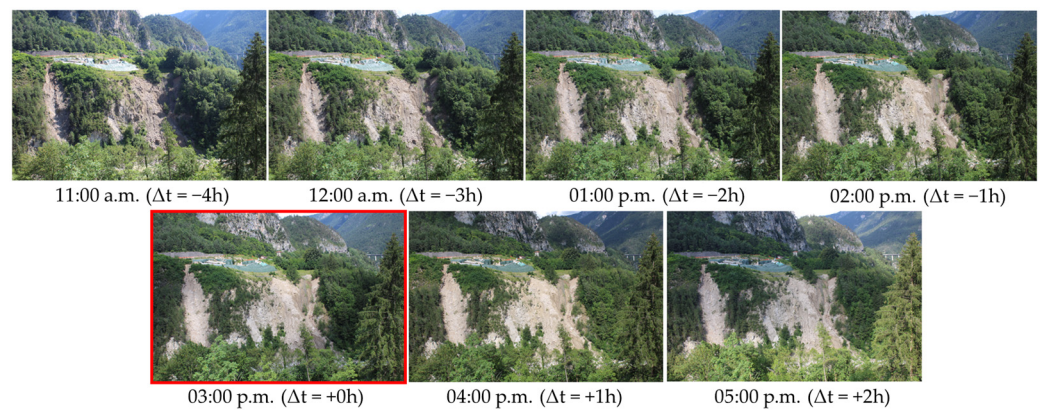 11:00 a.m. (Δt = −4h)
12:00 a.m. (Δt = −3h)
01:00 p.m. (Δt = −2h)
02:00 p.m. (Δt = −1h)
03:00 p.m. (Δt = +0h)
04:00 p.m. (Δt = +1h)
05:00 p.m. (Δt = +2h)